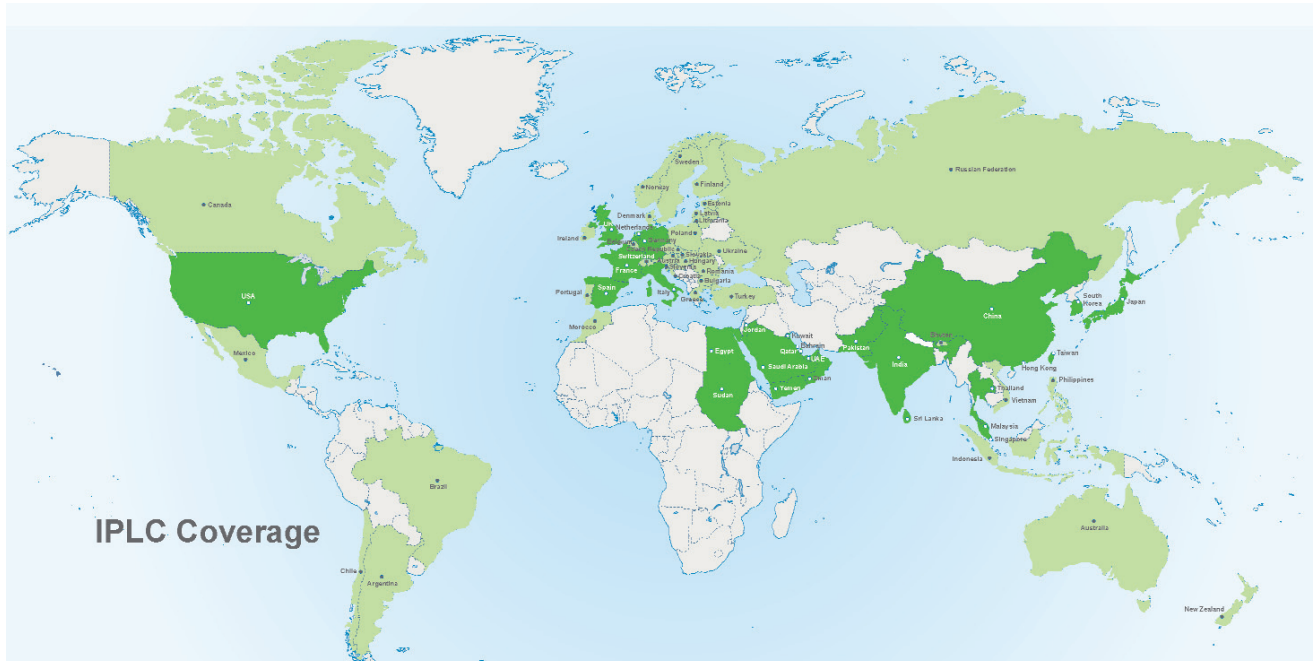 Canada
USA
Mexico
Brazil
Chile
Argentina
IPLC Coverage
Sweden
Norway
Finland
Estonia
Denmark
Latvia
Lithuania
Ireland
Netherlands
Poland
Germany
Ukraine
Slovakia
Switzerland
Austria
Hungary
France
Romania
Bulgaria
Spain
Italy
Portugal
Greece
Turkey
Morocco
Russian Federation
Jordan
Kuwait
Egypt
Bahrain
Qatar
UAE
Saudi Arabia
Oman
Yemen
Sudan
Pakistan
India
Sri Lanka
China
South
Korea
Japan
Taiwan
Hong Kong
Philippines
Thailand
Vietnam
Malaysia
Singapore
Indonesia
Australia
New Zealand